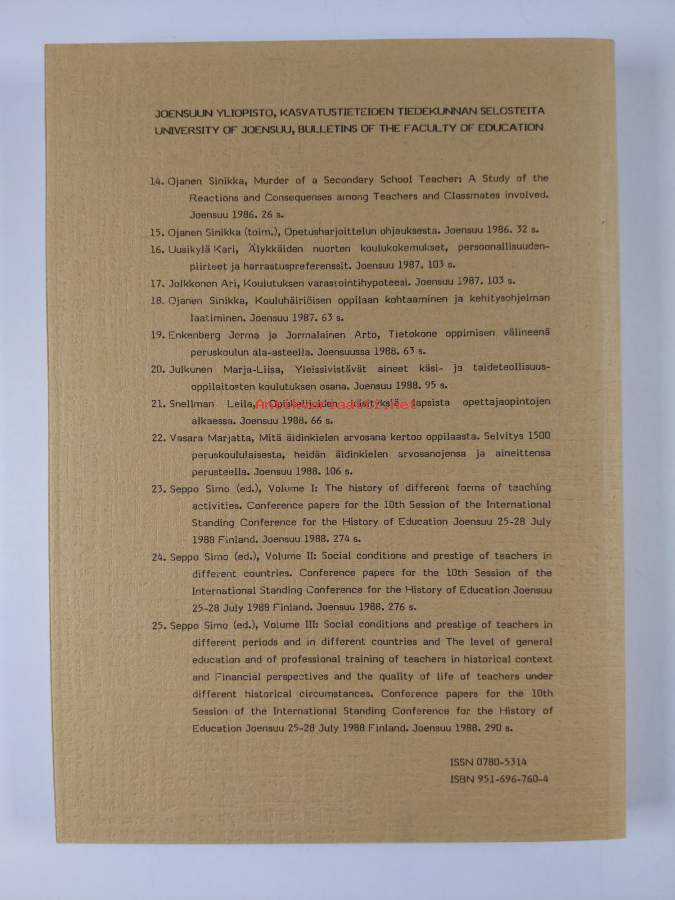 JOENSUUN YLIOPISTO, KASVATUSTIETEIDEN TIEDEKUNNAN SELOSTEITA
UNIVERSITY OF JOENSUU, BULLETINS OF THE FACULTY OF EDUCATION
14. Ojanen Sinikka, Murder of a Secondary School Teacher: A Study of the
Reactions and Consequenses among Teachers and Classmates involved.
Joensuu 1986. 26 s.
15. Ojanen Sinikka (toim.), Opetusharjoittelun ohjauksesta. Joensuu 1986. 32 s.
16. Uusikylä Kari, Älykkäiden nuorten koulukokemukset, persoonallisuuden-
piirteet ja harrastuspreferenssit. Joensuu 1987. 103 s.
17. Jolkkonen Ari, Koulutuksen varastointihypoteesi. Joensuu 1987. 103 s.
18. Ojanen Sinikka, Kouluhäiriöisen oppilaan kohtaaminen ja kehitysohjelman
laatiminen. Joensuu 1987. 63 s.
19. Enkenberg Jorma ja Jormalainen Arto, Tietokone oppimisen välineenä
peruskoulun ala-asteella. Joensuussa 1988. 63 s.
20. Julkunen Marja-Liisa, Yleissivistävät aineet käsi- ja taideteollisuus-
oppilaitosten koulutuksen osana. Joensuu 1988. 95 s.
21. Snellman Leila, Opiskelijoiden käsityksiä lapsista opettajaopintojen
Antikvariaatti.net
alkaessa. Joensuu 1988. 66 s.
22. Vasara Marjatta, Mitä äidinkielen arvosana kertoo oppilaasta. Selvitys 1500
peruskoululaisesta, heidän äidinkielen arvosanojensa ja aineittensa
perusteella. Joensuu 1988. 106 s.
23. Seppo Simo (ed.), Volume I: The history of different forms of teaching
activities. Conference papers for the 10th Session of the International
Standing Conference for the History of Education Joensuu 25-28 July
1988 Finland. Joensuu 1988. 274 s.
24. Seppo Simo (ed.), Volume II: Social conditions and prestige of teachers in
different countries. Conference papers for the 10th Session of the
International Standing Conference for the History of Education Joensuu
25-28 July 1988 Finland. Joensuu 1988. 276 s.
25. Seppo Simo (ed.), Volume III: Social conditions and prestige of teachers in
different periods and in different countries and The level of general
education and of professional training of teachers in historical context
and Financial perspectives and the quality of life of teachers under
different historical circumstances. Conference papers for the 10th
Session of the International Standing Conference for the History of
Education Joensuu 25-28 July 1988 Finland. Joensuu 1988. 290 s.
ISSN 0780-5314
ISBN 951-696-760-4